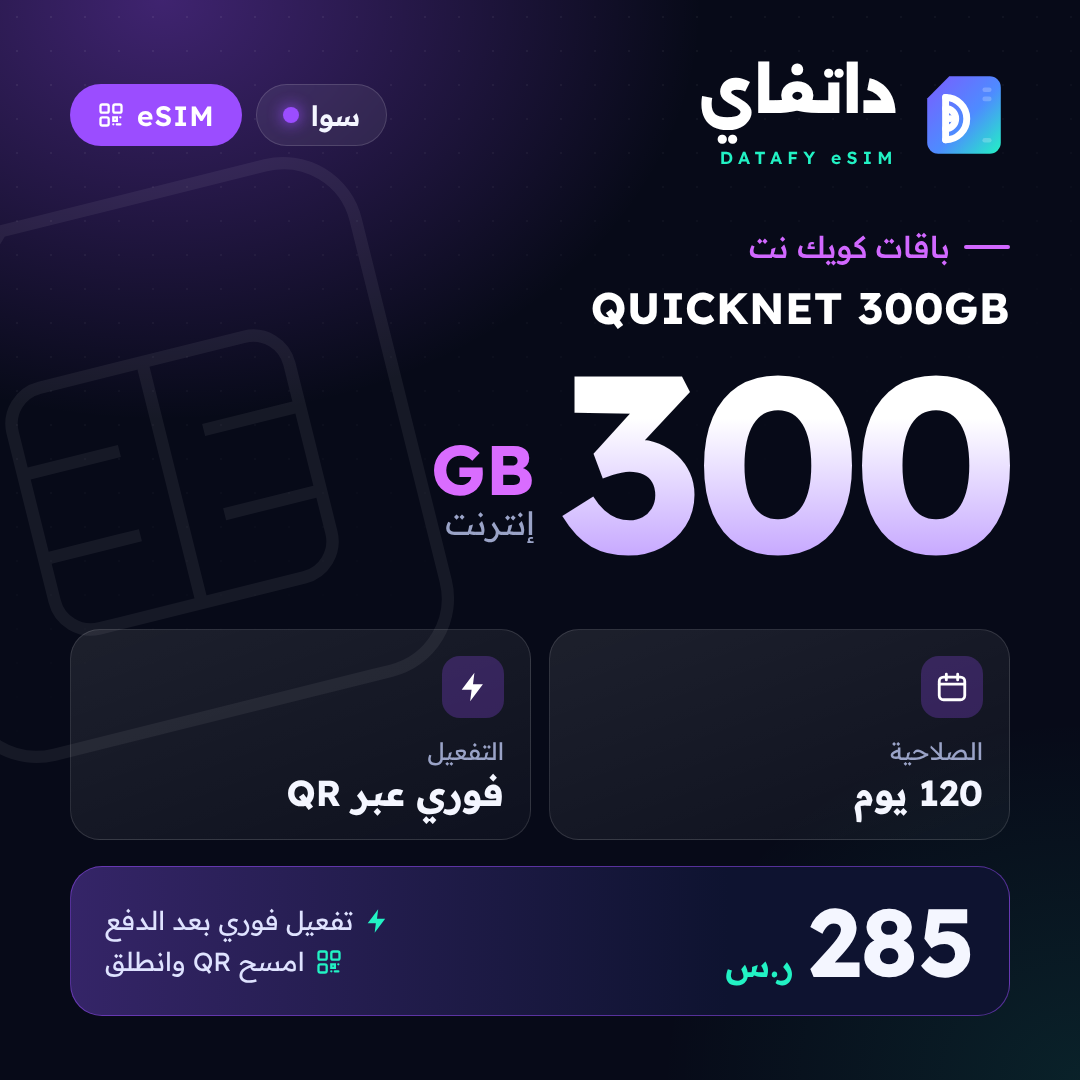 داتفاي
DATAFY eSIM
سوا
eSIM
باقات كويك نت
QUICKNET 300GB
300
GB
إنترنت
الصلاحية
120 يوم
التفعيل
فوري عبر QR
285 ر.س
تفعيل فوري بعد الدفع
امسح QR وانطلق